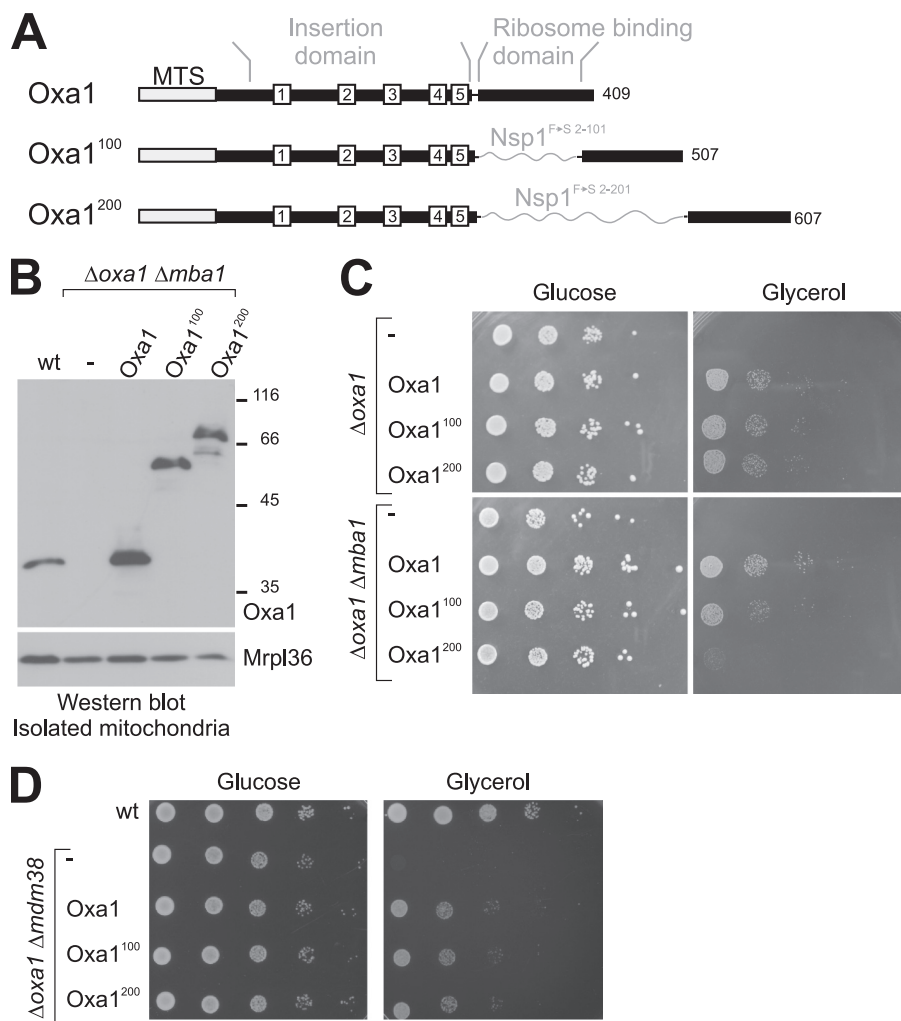 A
Insertion domain
Ribosome binding domain
MTS
Oxa1
1 2 3 4 5
409
Oxa1100
1 2 3 4 5
Nsp1F▸S 2-101
507
Oxa1200
1 2 3 4 5
Nsp1F▸S 2-201
607
B
Δoxa1 Δmba1
wt - Oxa1 Oxa1100 Oxa1200
116
66
45
35
Oxa1
Mrpl36
Western blot
Isolated mitochondria
C
Glucose Glycerol
Δoxa1
-
Oxa1
Oxa1100
Oxa1200
Δoxa1 Δmba1
-
Oxa1
Oxa1100
Oxa1200
D
Glucose Glycerol
wt
Δoxa1 Δmdm38
-
Oxa1
Oxa1100
Oxa1200